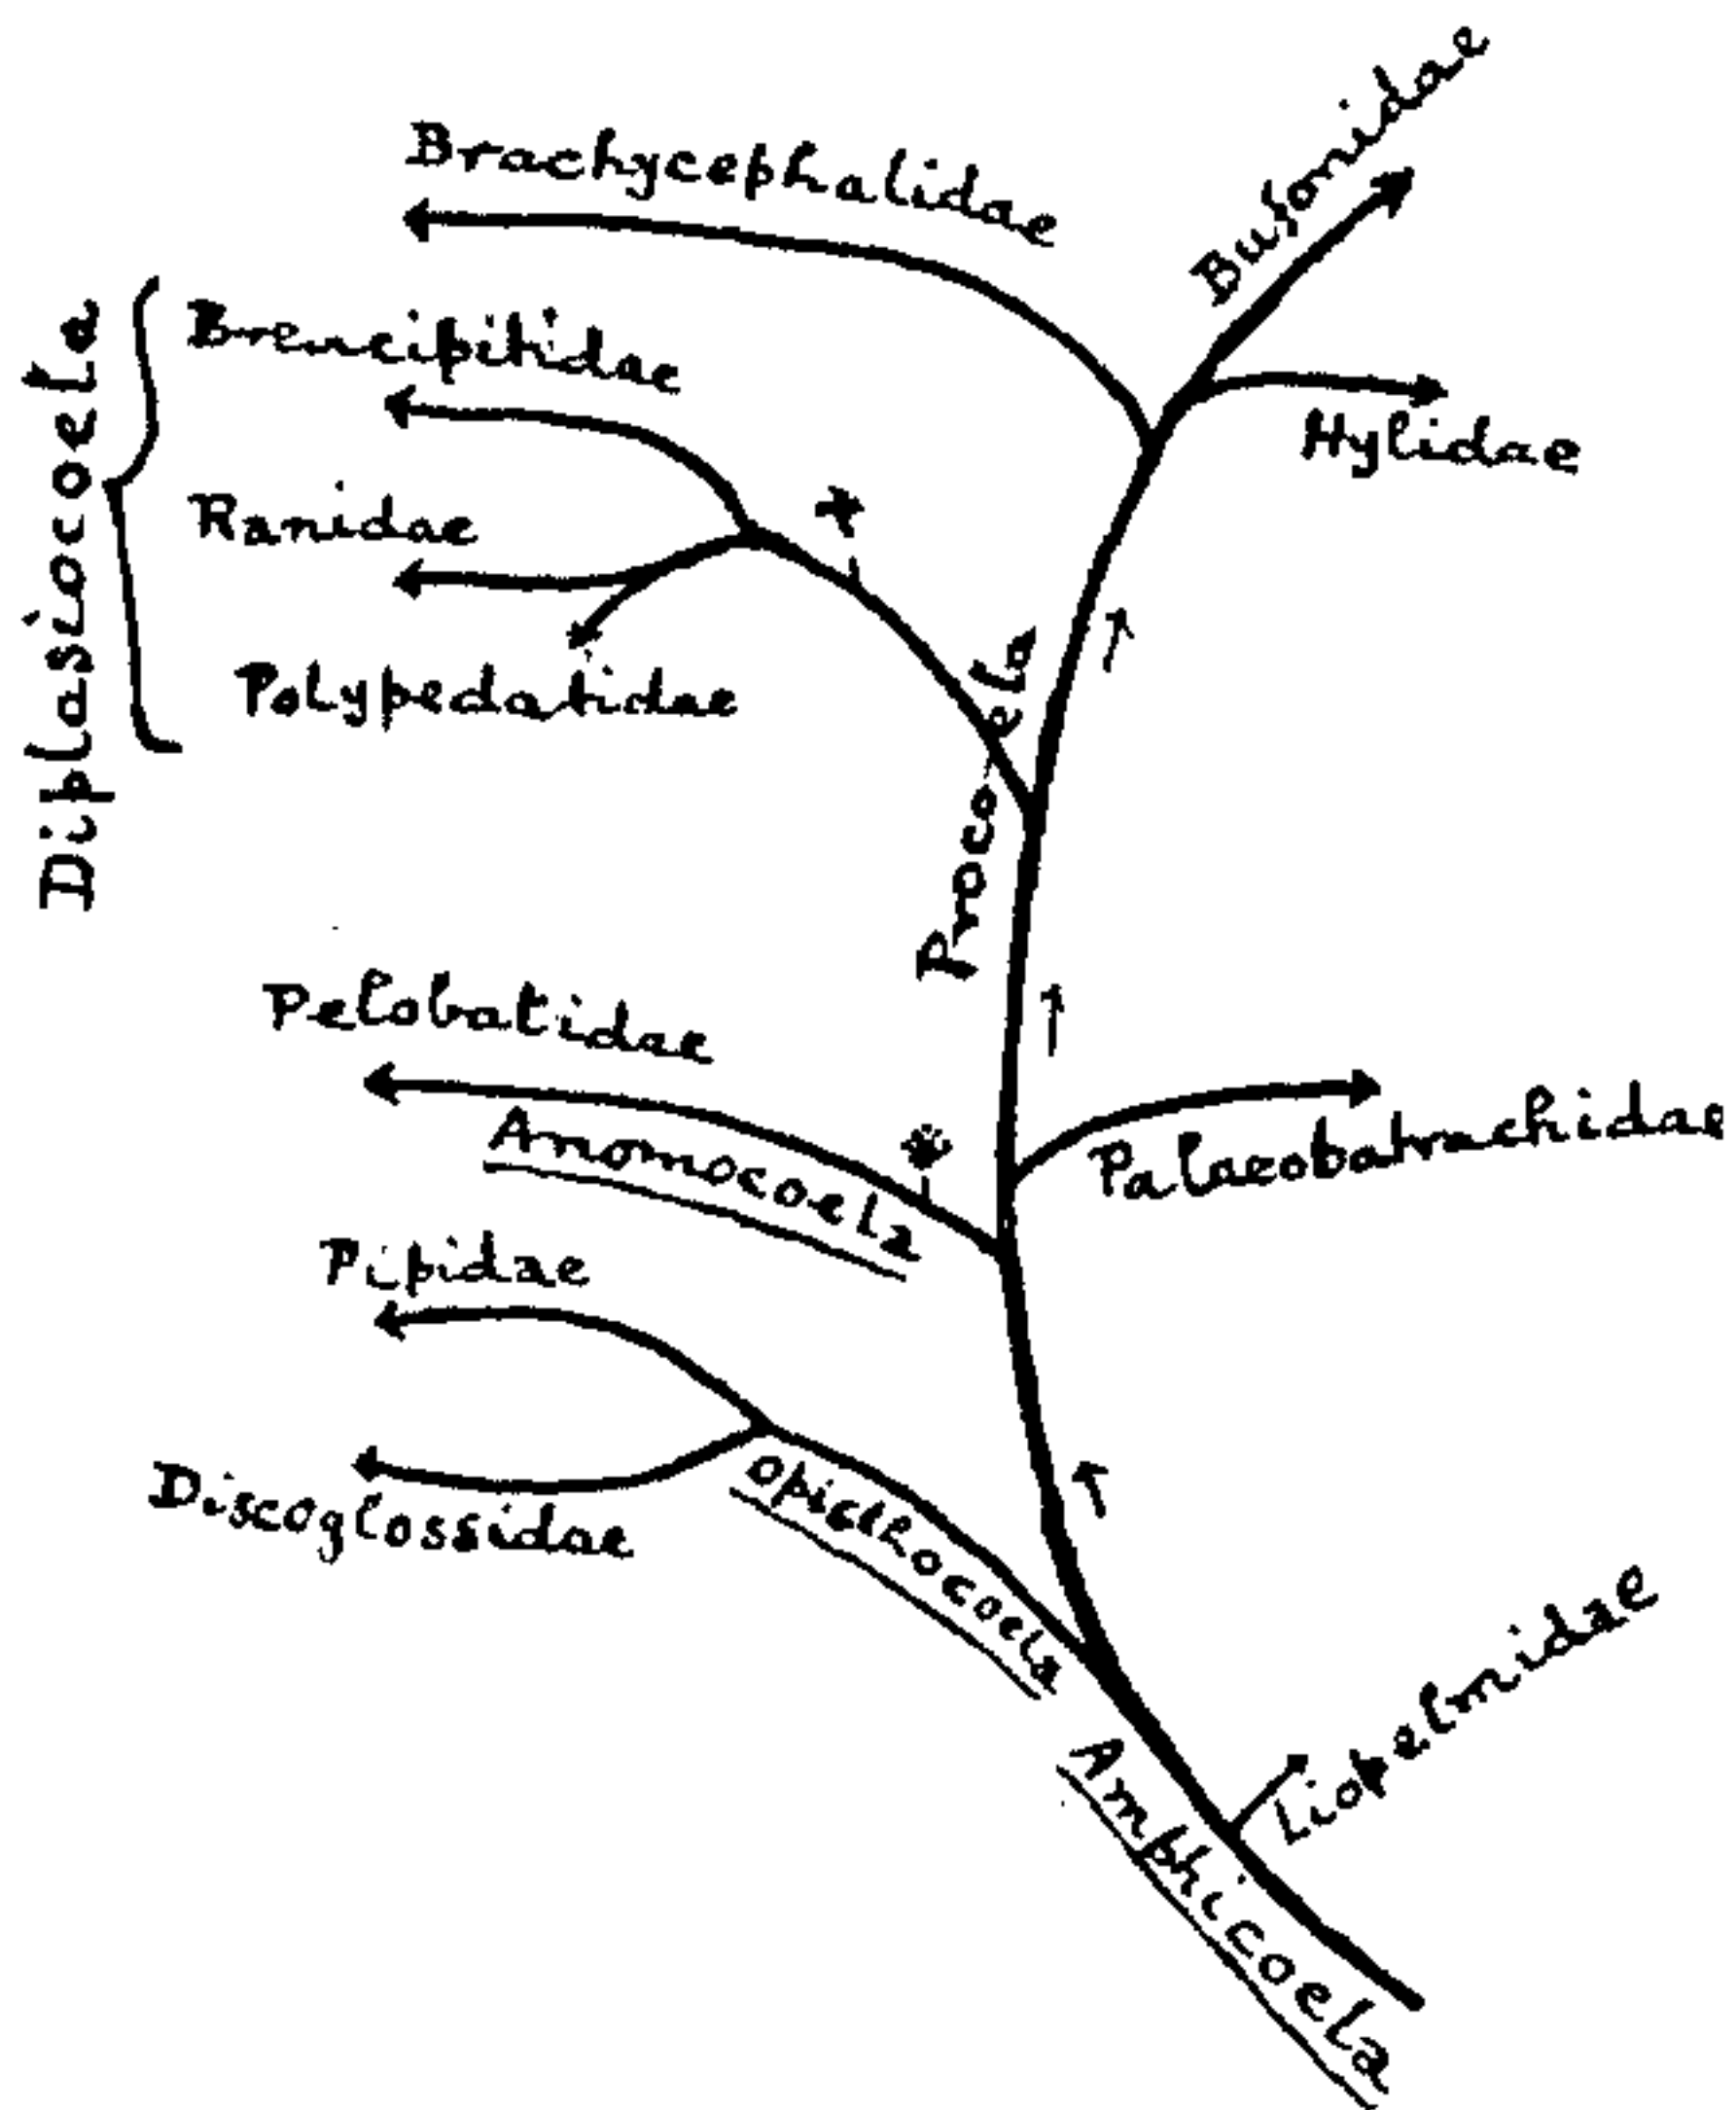 Bufonidae
Brachycephalidae
Brevicipitidae
Hylidae
Ranidae
Polypedatidae
Diplasiocoela
Procoela
Pelobatidae
Anomocoela
Palaeobatrachidae
Pipidae
Discoglossidae
Opisthocoela
Liopelmidae
Amphicoela